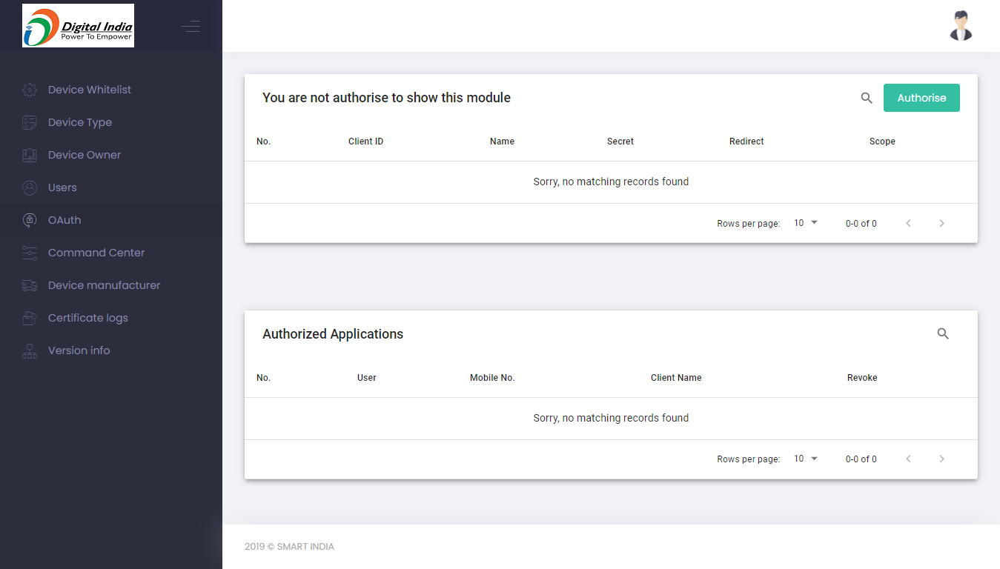 Digital India
Power To Empower
Device Whitelist
Device Type
Device Owner
Users
OAuth
Command Center
Device manufacturer
Certificate logs
Version info
You are not authorise to show this module
Authorise
No. Client ID Name Secret Redirect Scope
Sorry, no matching records found
Rows per page: 10 0-0 of 0
Authorized Applications
No. User Mobile No. Client Name Revoke
Sorry, no matching records found
Rows per page: 10 0-0 of 0
2019 © SMART INDIA